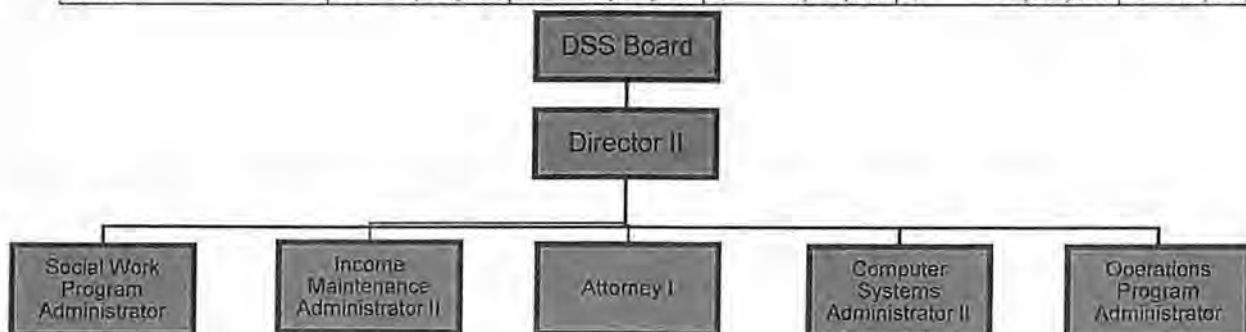 DSS Board
Director II
Social Work
Program
Administrator
Income
Maintenance
Administrator II
Attorney I
Computer
Systems
Administrator II
Operations
Program
Administrator